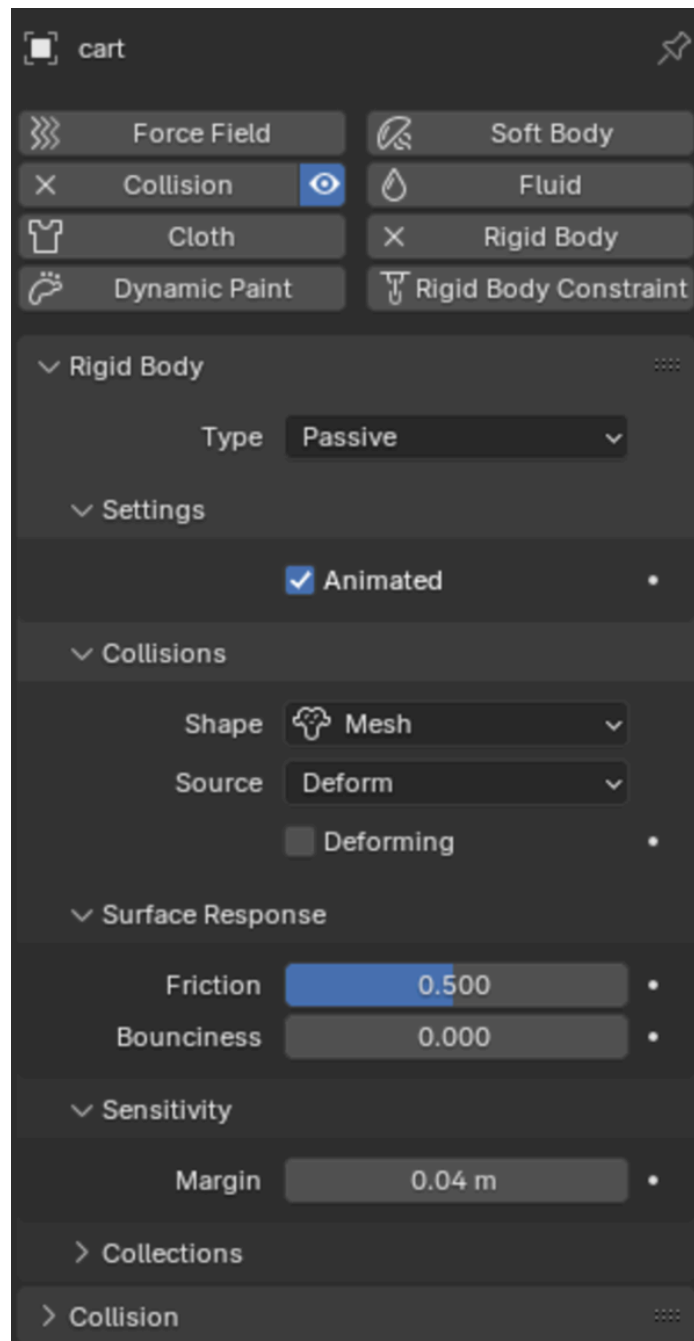 cart
Force Field Soft Body
Collision Fluid
Cloth Rigid Body
Dynamic Paint Rigid Body Constraint
Rigid Body
Type Passive
Settings
Animated
Collisions
Shape Mesh
Source Deform
Deforming
Surface Response
Friction 0.500
Bounciness 0.000
Sensitivity
Margin 0.04 m
Collections
Collision